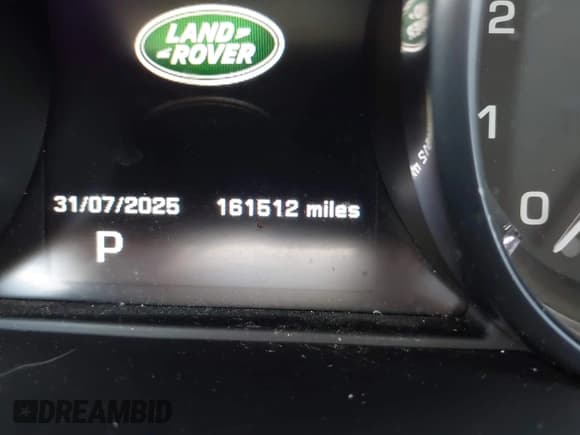 LAND
ROVER
2
1
31/07/2025 161512 miles
0
P
DREAMBID